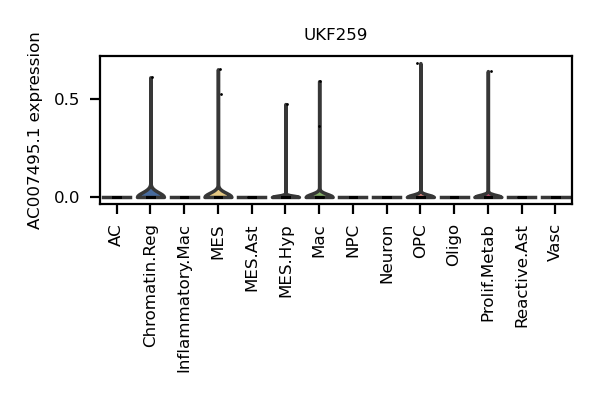 UKF259
AC007495.1 expression
0.5
0.0
AC
Chromatin.Reg
Inflammatory.Mac
MES
MES.Ast
MES.Hyp
Mac
NPC
Neuron
OPC
Oligo
Prolif.Metab
Reactive.Ast
Vasc